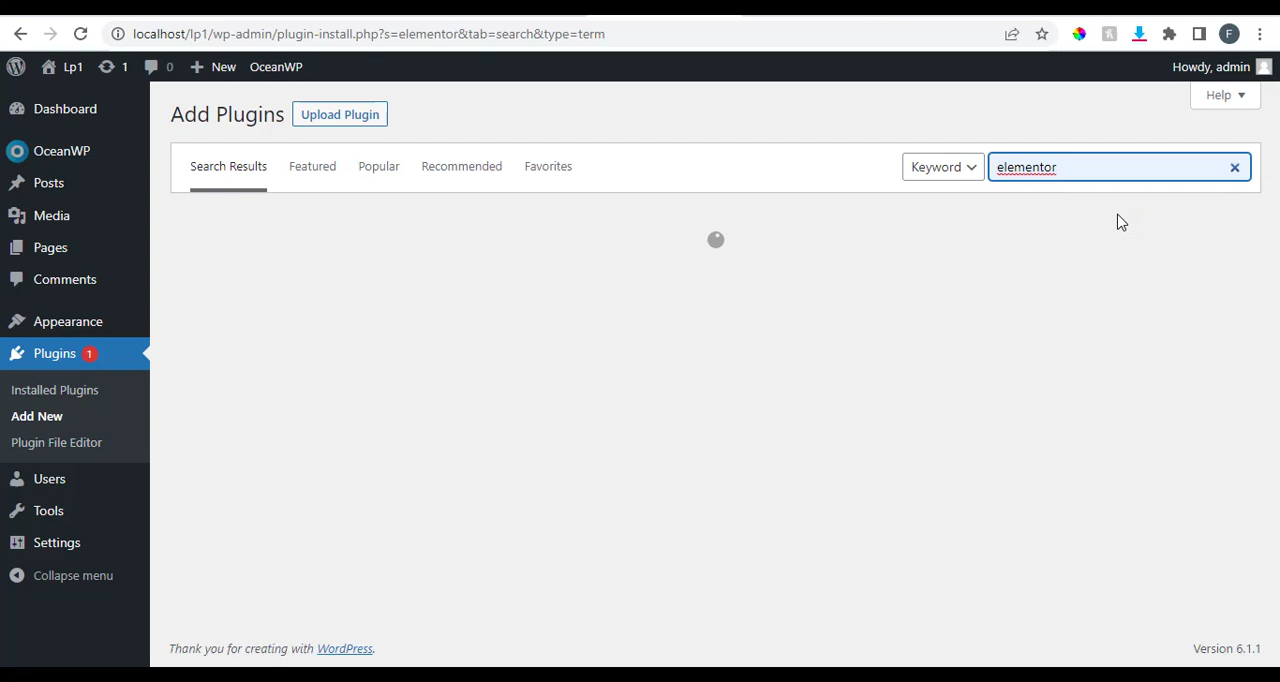 localhost/lp1/wp-admin/plugin-install.php?s=elementor&tab=search&type=term
F
Lp1 1 0 New OceanWP Howdy, admin
Dashboard
OceanWP
Posts
Media
Pages
Comments
Appearance
Plugins 1
Installed Plugins
Add New
Plugin File Editor
Users
Tools
Settings
Collapse menu
Help
Add Plugins Upload Plugin
Search Results Featured Popular Recommended Favorites Keyword elementor
Thank you for creating with WordPress. Version 6.1.1